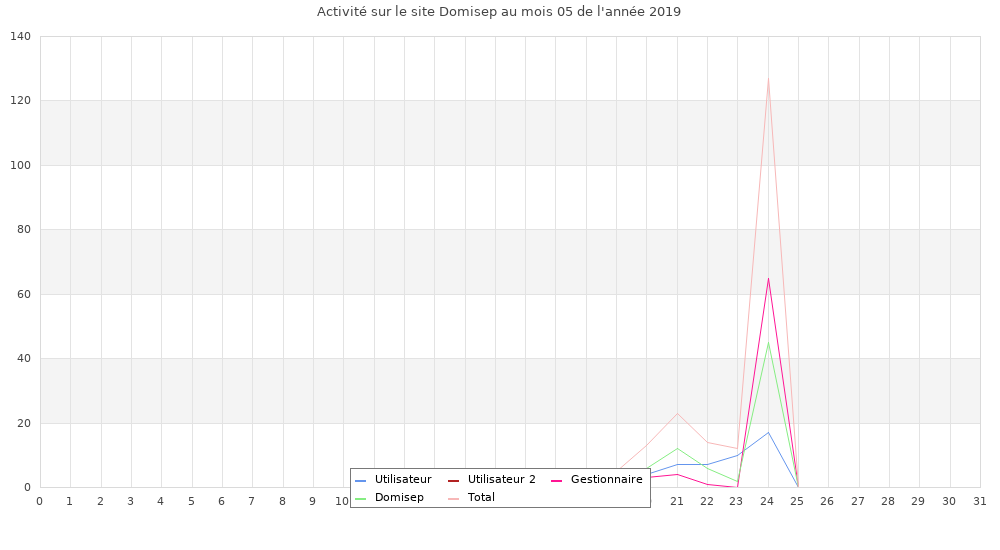 Activité sur le site Domisep au mois 05 de l'année 2019
140
120
100
80
60
40
20
0
0 1 2 3 4 5 6 7 8 9 10 21 22 23 24 25 26 27 28 29 30 31
Utilisateur Utilisateur 2 Gestionnaire
Domisep Total